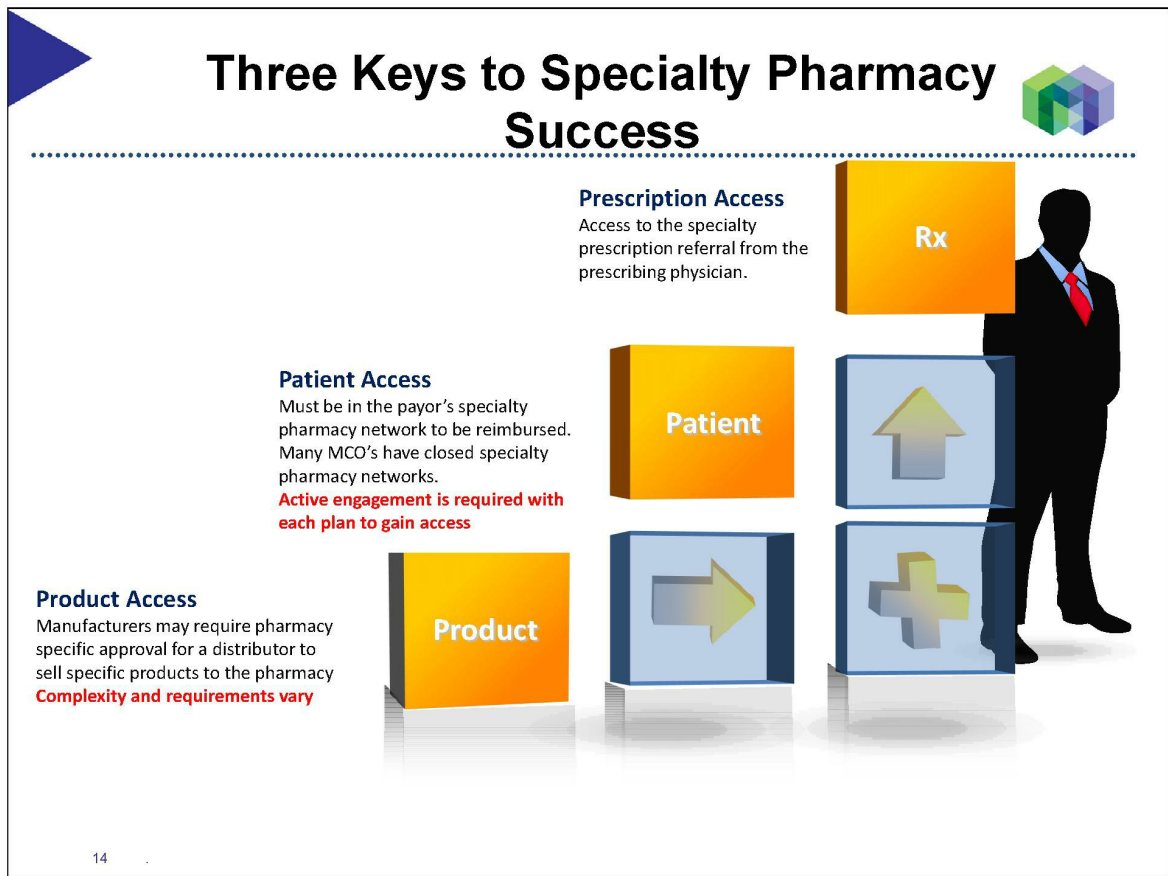 Three Keys to Specialty Pharmacy
Success
Prescription Access
Access to the specialty
prescription referral from the
prescribing physician.
Rx
Patient Access
Must be in the payor’s specialty
pharmacy network to be reimbursed.
Many MCO’s have closed specialty
pharmacy networks.
Active engagement is required with
each plan to gain access
Patient
Product Access
Manufacturers may require pharmacy
specific approval for a distributor to
sell specific products to the pharmacy
Complexity and requirements vary
Product
14 .